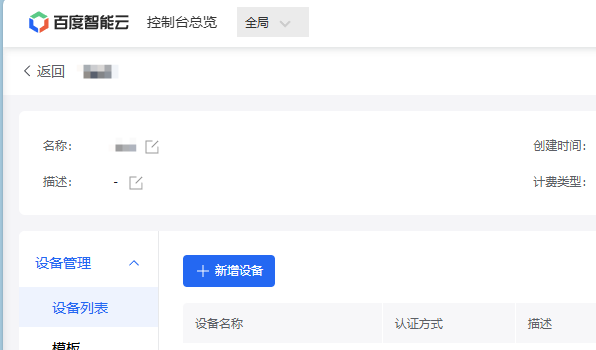 百度智能云 控制台总览 全局
返回
名称: 创建时间:
描述: - 计费类型:
设备管理
+ 新增设备
设备列表
设备名称 认证方式 描述
模板